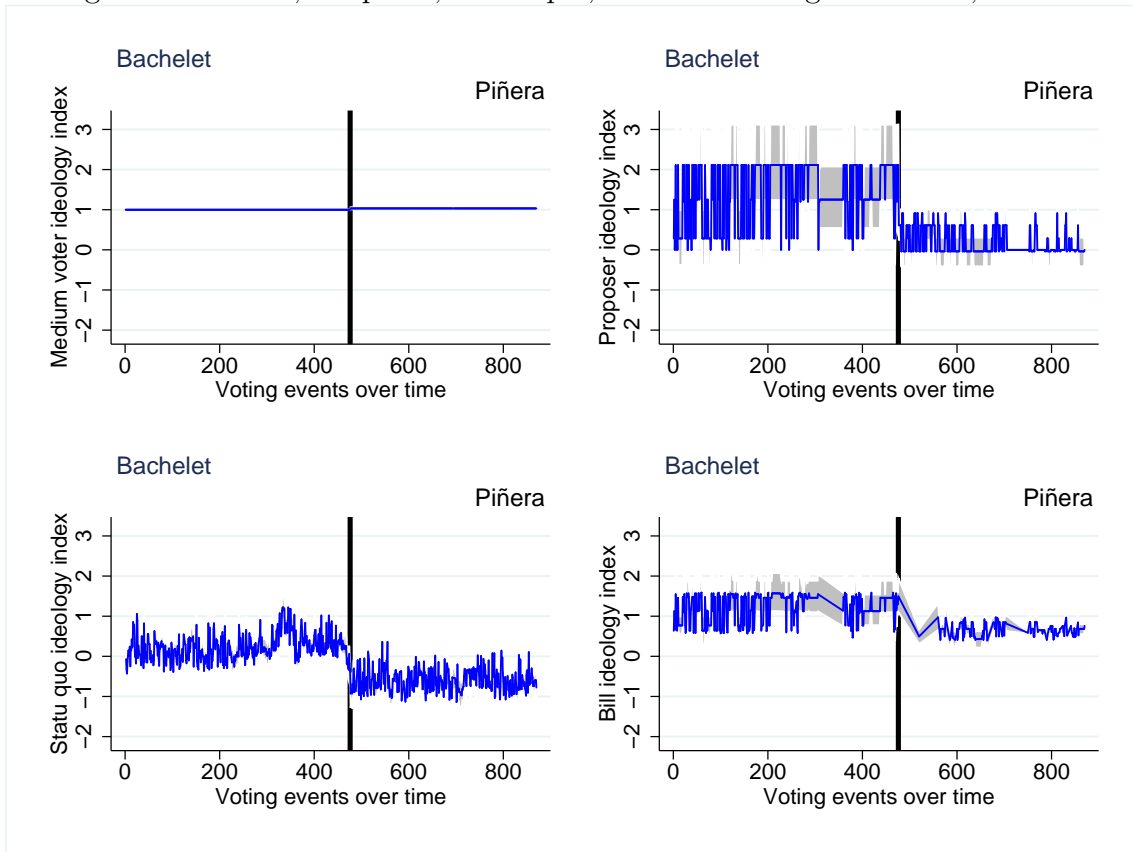 Bachelet
Piñera
Medium voter ideology index
3
2
1
0
−1
−2
0 200 400 600 800
Voting events over time
Bachelet
Piñera
Proposer ideology index
3
2
1
0
−1
−2
0 200 400 600 800
Voting events over time
Bachelet
Piñera
Statu quo ideology index
3
2
1
0
−1
−2
0 200 400 600 800
Voting events over time
Bachelet
Piñera
Bill ideology index
3
2
1
0
−1
−2
0 200 400 600 800
Voting events over time